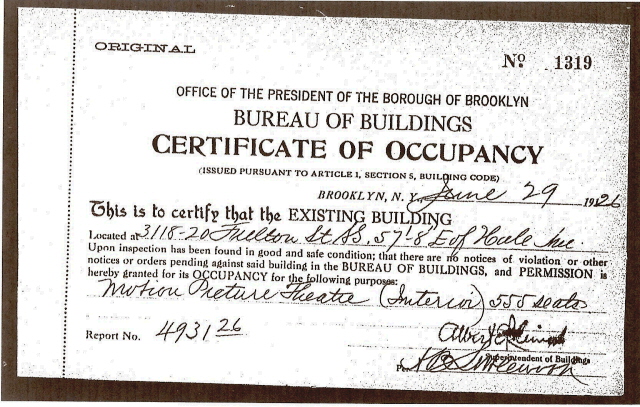 ORIGINAL
Nº 1319
OFFICE OF THE PRESIDENT OF THE BOROUGH OF BROOKLYN
BUREAU OF BUILDINGS
CERTIFICATE OF OCCUPANCY
(ISSUED PURSUANT TO ARTICLE 1, SECTION 5, BUILDING CODE)
BROOKLYN, N. Y. June 29 1926
This is to certify that the EXISTING BUILDING
Located at 3118-20 Fulton St SS, 57'-8" E of Hale Ave.
Upon inspection has been found in good and safe condition; that there are no notices of violation or other
notices or orders pending against said building in the BUREAU OF BUILDINGS, and PERMISSION is
hereby granted for its OCCUPANCY for the following purposes:
Motion Picture Theatre (Interior) 555 seats
Report No. 4931 26
Albert E
Superintendent of Buildings
Per